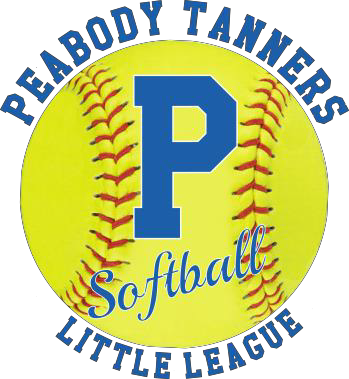 PEABODY TANNERS
P
Softball
LITTLE LEAGUE